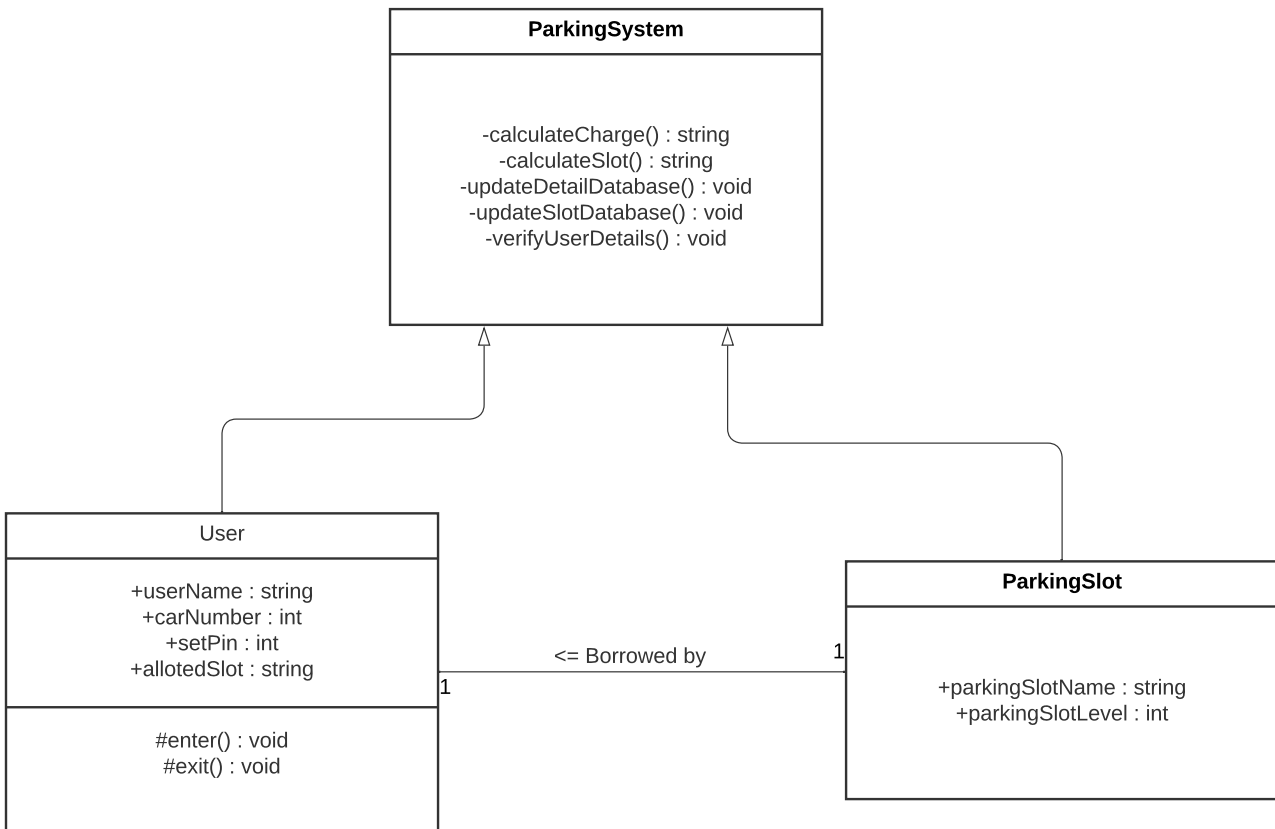 ParkingSystem
-calculateCharge() : string
-calculateSlot() : string
-updateDetailDatabase() : void
-updateSlotDatabase() : void
-verifyUserDetails() : void
User
+userName : string
+carNumber : int
+setPin : int
+allotedSlot : string
#enter() : void
#exit() : void
<= Borrowed by
1
1
ParkingSlot
+parkingSlotName : string
+parkingSlotLevel : int